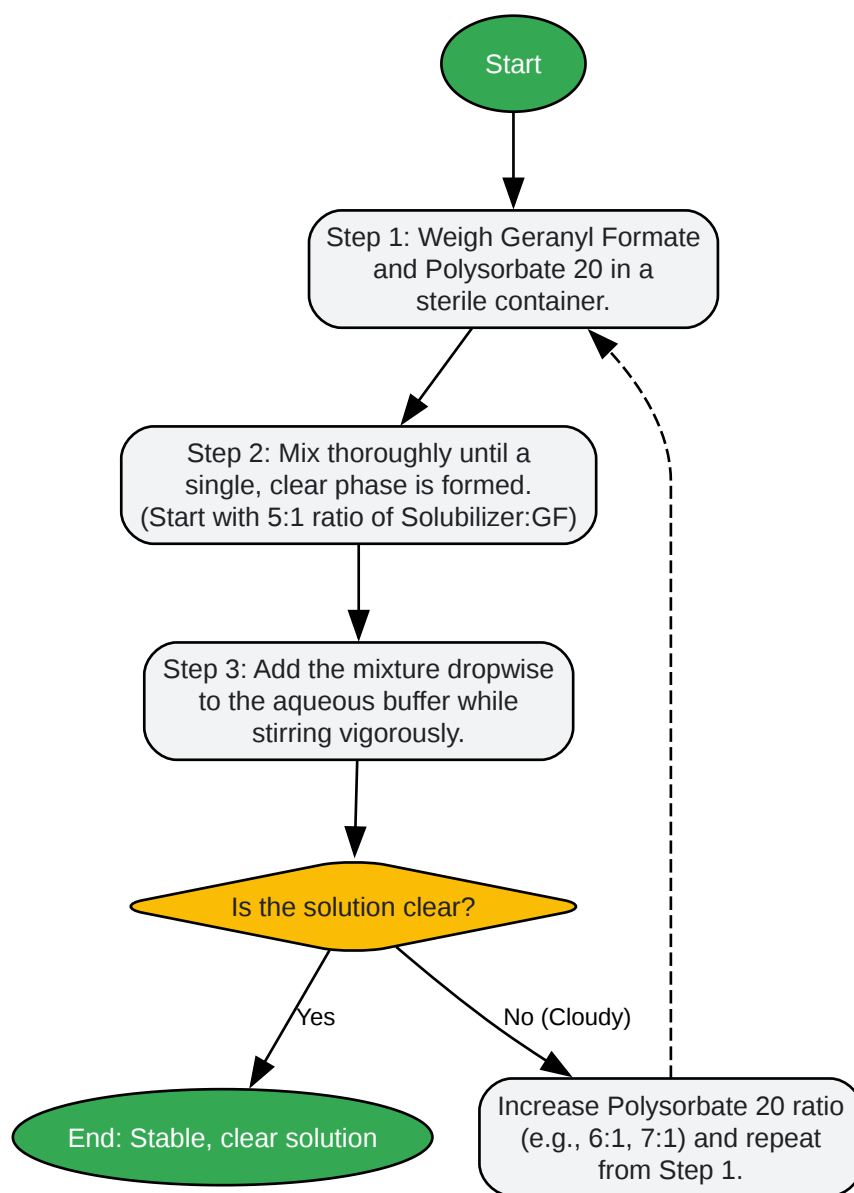 Start
Step 1: Weigh Geranyl Formate
and Polysorbate 20 in a
sterile container.
Step 2: Mix thoroughly until a
single, clear phase is formed.
(Start with 5:1 ratio of Solubilizer:GF)
Step 3: Add the mixture dropwise
to the aqueous buffer while
stirring vigorously.
Is the solution clear?
Yes
No (Cloudy)
End: Stable, clear solution
Increase Polysorbate 20 ratio
(e.g., 6:1, 7:1) and repeat
from Step 1.